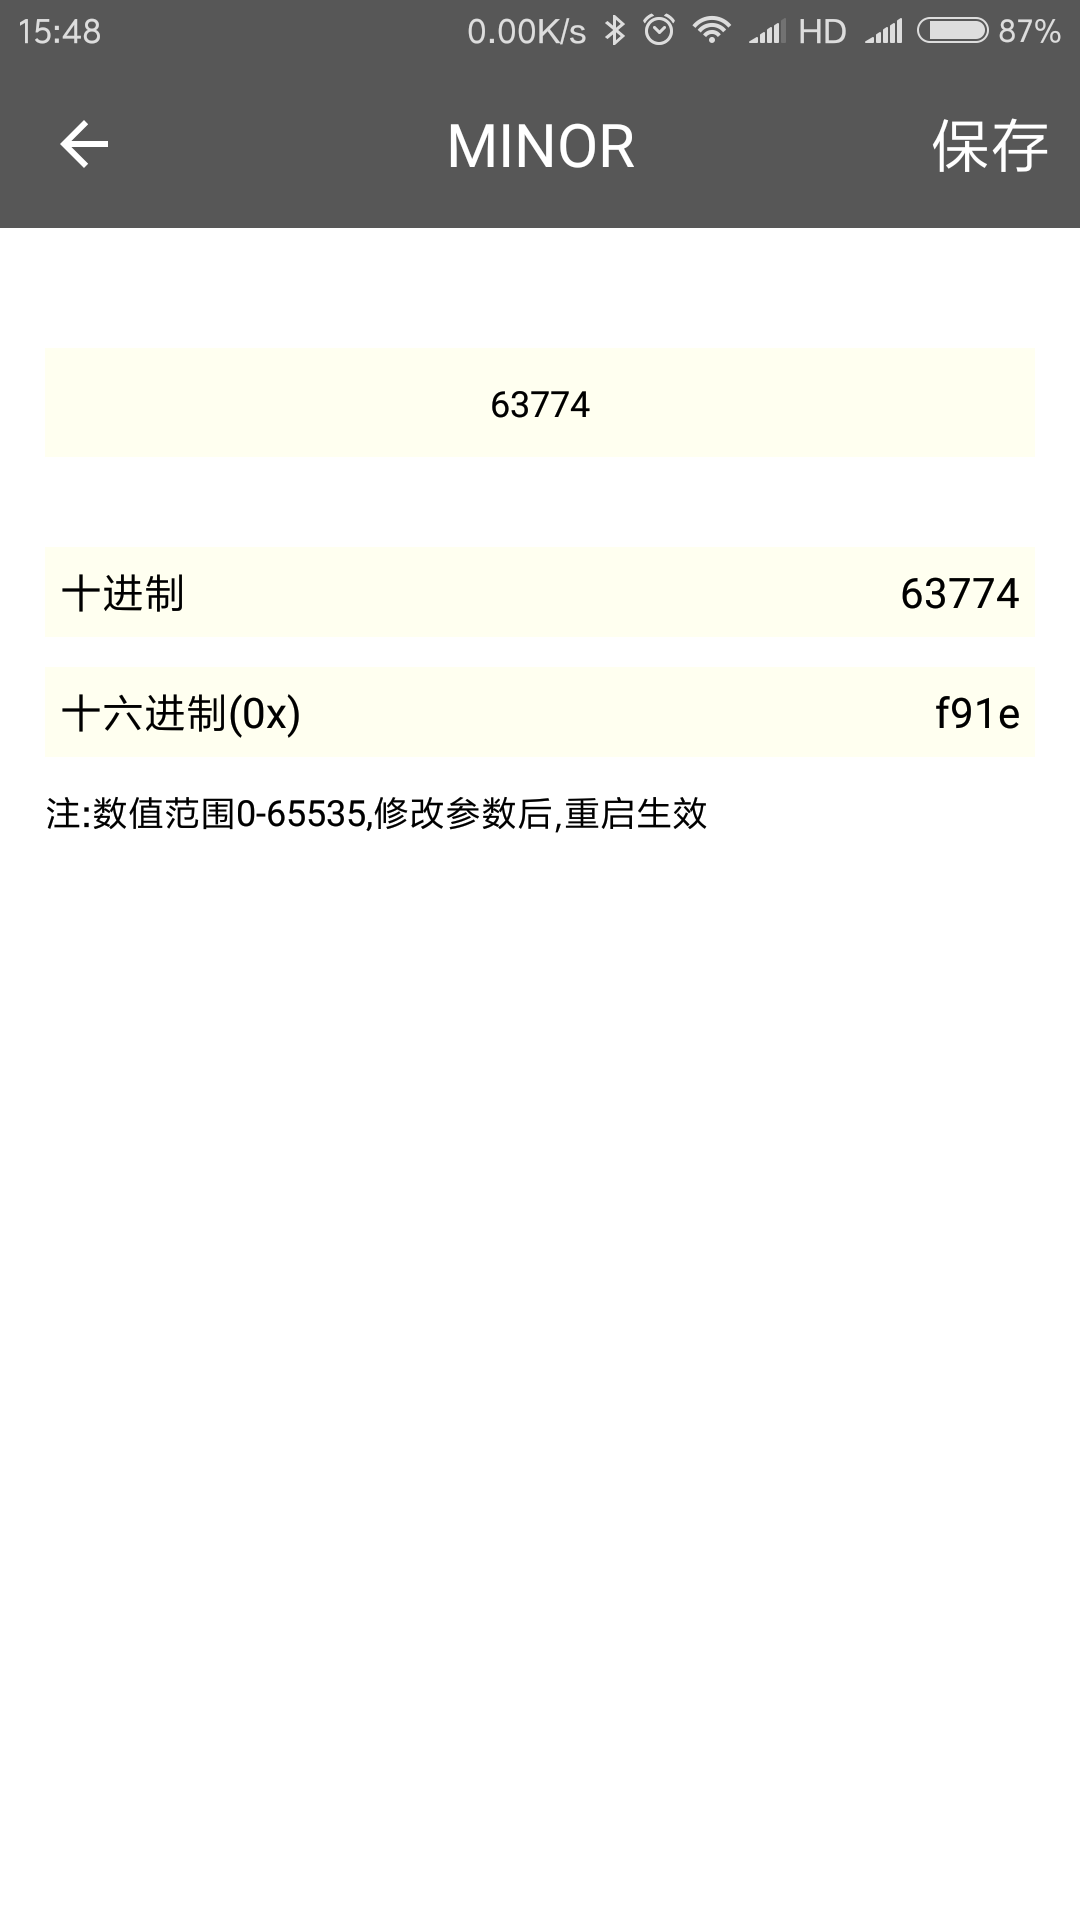 15:48 0.00K/s HD 87%
MINOR 保存
63774
十进制 63774
十六进制(0x) f91e
注:数值范围0-65535,修改参数后,重启生效